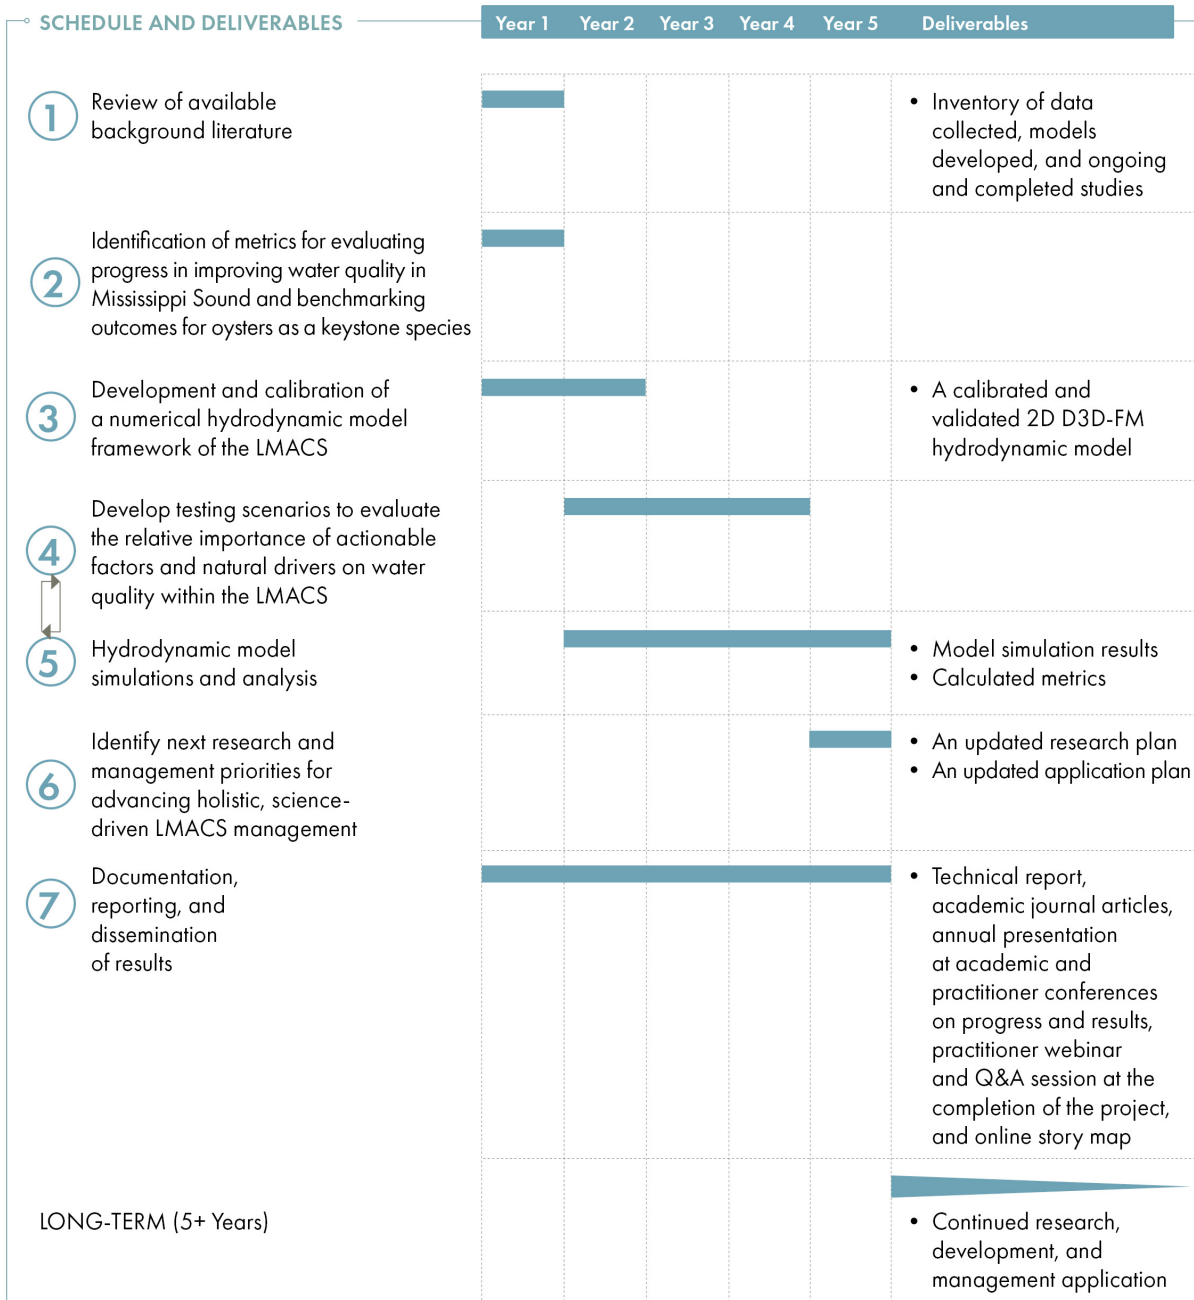 SCHEDULE AND DELIVERABLES
Year 1 Year 2 Year 3 Year 4 Year 5 Deliverables
1
Review of available
background literature
• Inventory of data
collected, models
developed, and ongoing
and completed studies
2
Identification of metrics for evaluating
progress in improving water quality in
Mississippi Sound and benchmarking
outcomes for oysters as a keystone species
3
Development and calibration of
a numerical hydrodynamic model
framework of the LMACS
• A calibrated and
validated 2D D3D-FM
hydrodynamic model
4
Develop testing scenarios to evaluate
the relative importance of actionable
factors and natural drivers on water
quality within the LMACS
5
Hydrodynamic model
simulations and analysis
• Model simulation results
• Calculated metrics
6
Identify next research and
management priorities for
advancing holistic, science-
driven LMACS management
• An updated research plan
• An updated application plan
7
Documentation,
reporting, and
dissemination
of results
• Technical report,
academic journal articles,
annual presentation
at academic and
practitioner conferences
on progress and results,
practitioner webinar
and Q&A session at the
completion of the project,
and online story map
LONG-TERM (5+ Years)
• Continued research,
development, and
management application